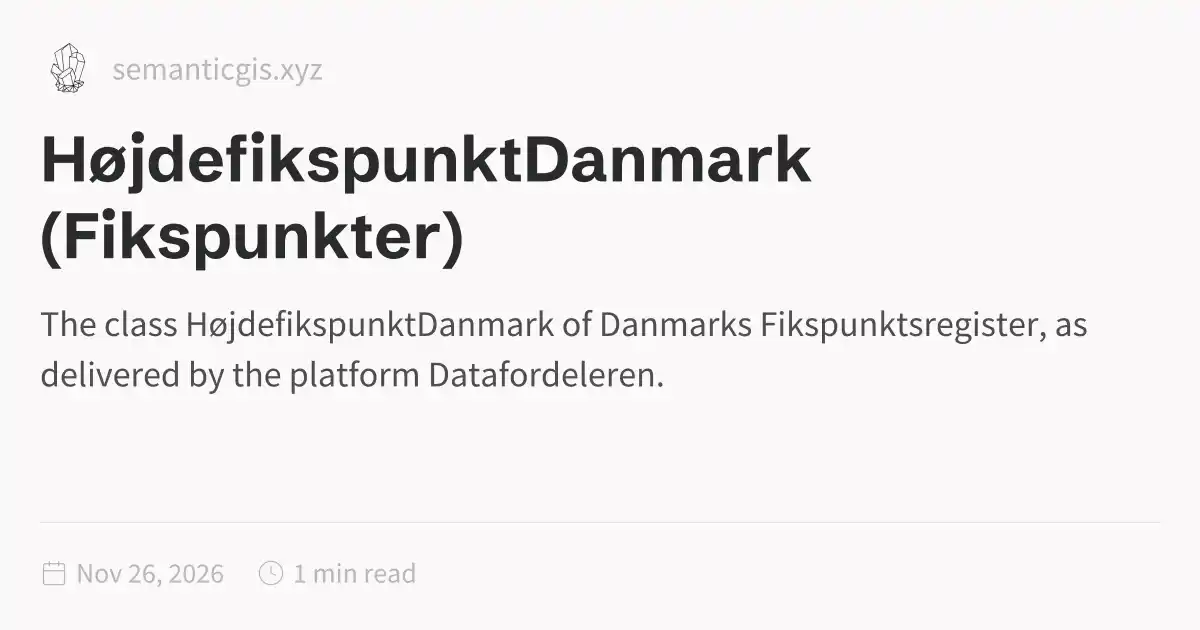 semanticgis.xyz
HøjdefikspunktDanmark
(Fikspunkter)
The class HøjdefikspunktDanmark of Danmarks Fikspunktsregister, as
delivered by the platform Datafordeleren.
Nov 26, 2026 1 min read